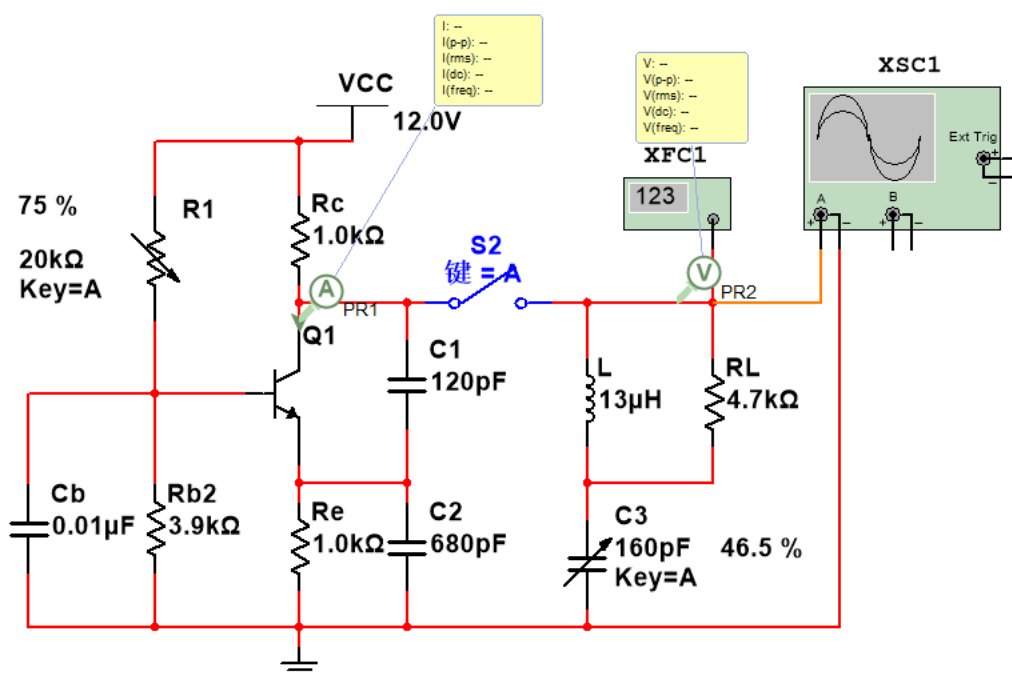 I: --
I(p-p): --
I(rms): --
I(dc): --
I(freq): --
V: --
V(p-p): --
V(rms): --
V(dc): --
V(freq): --
XSC1
VCC
12.0V
XFC1
123
Ext Trig
A
B
+
−
+
−
+
−
75 %
R1
20kΩ
Key=A
Rc
1.0kΩ
S2
键 = A
A
PR1
V
PR2
Q1
C1
120pF
L
13µH
RL
4.7kΩ
Cb
0.01µF
Rb2
3.9kΩ
Re
1.0kΩ
C2
680pF
C3
160pF
Key=A
46.5 %